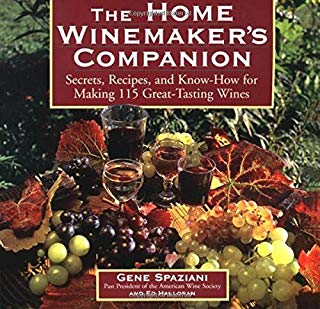 THE HOME
WINEMAKER'S
COMPANION
Secrets, Recipes, and Know-How for
Making 115 Great-Tasting Wines
GENE SPAZIANI
Past President of the American Wine Society
AND ED HALLORAN